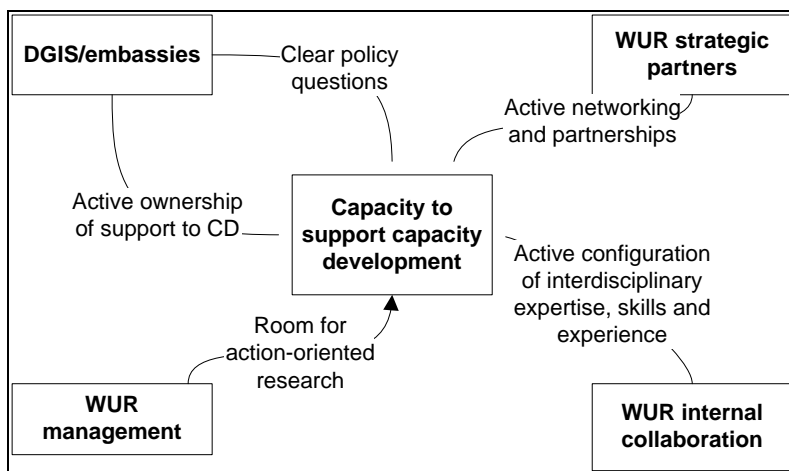 DGIS/embassies
Clear policy
questions
WUR strategic
partners
Active networking
and partnerships
Active ownership
of support to CD
Capacity to
support capacity
development
Active configuration
of interdisciplinary
expertise, skills and
experience
Room for
action-oriented
research
WUR
management
WUR internal
collaboration